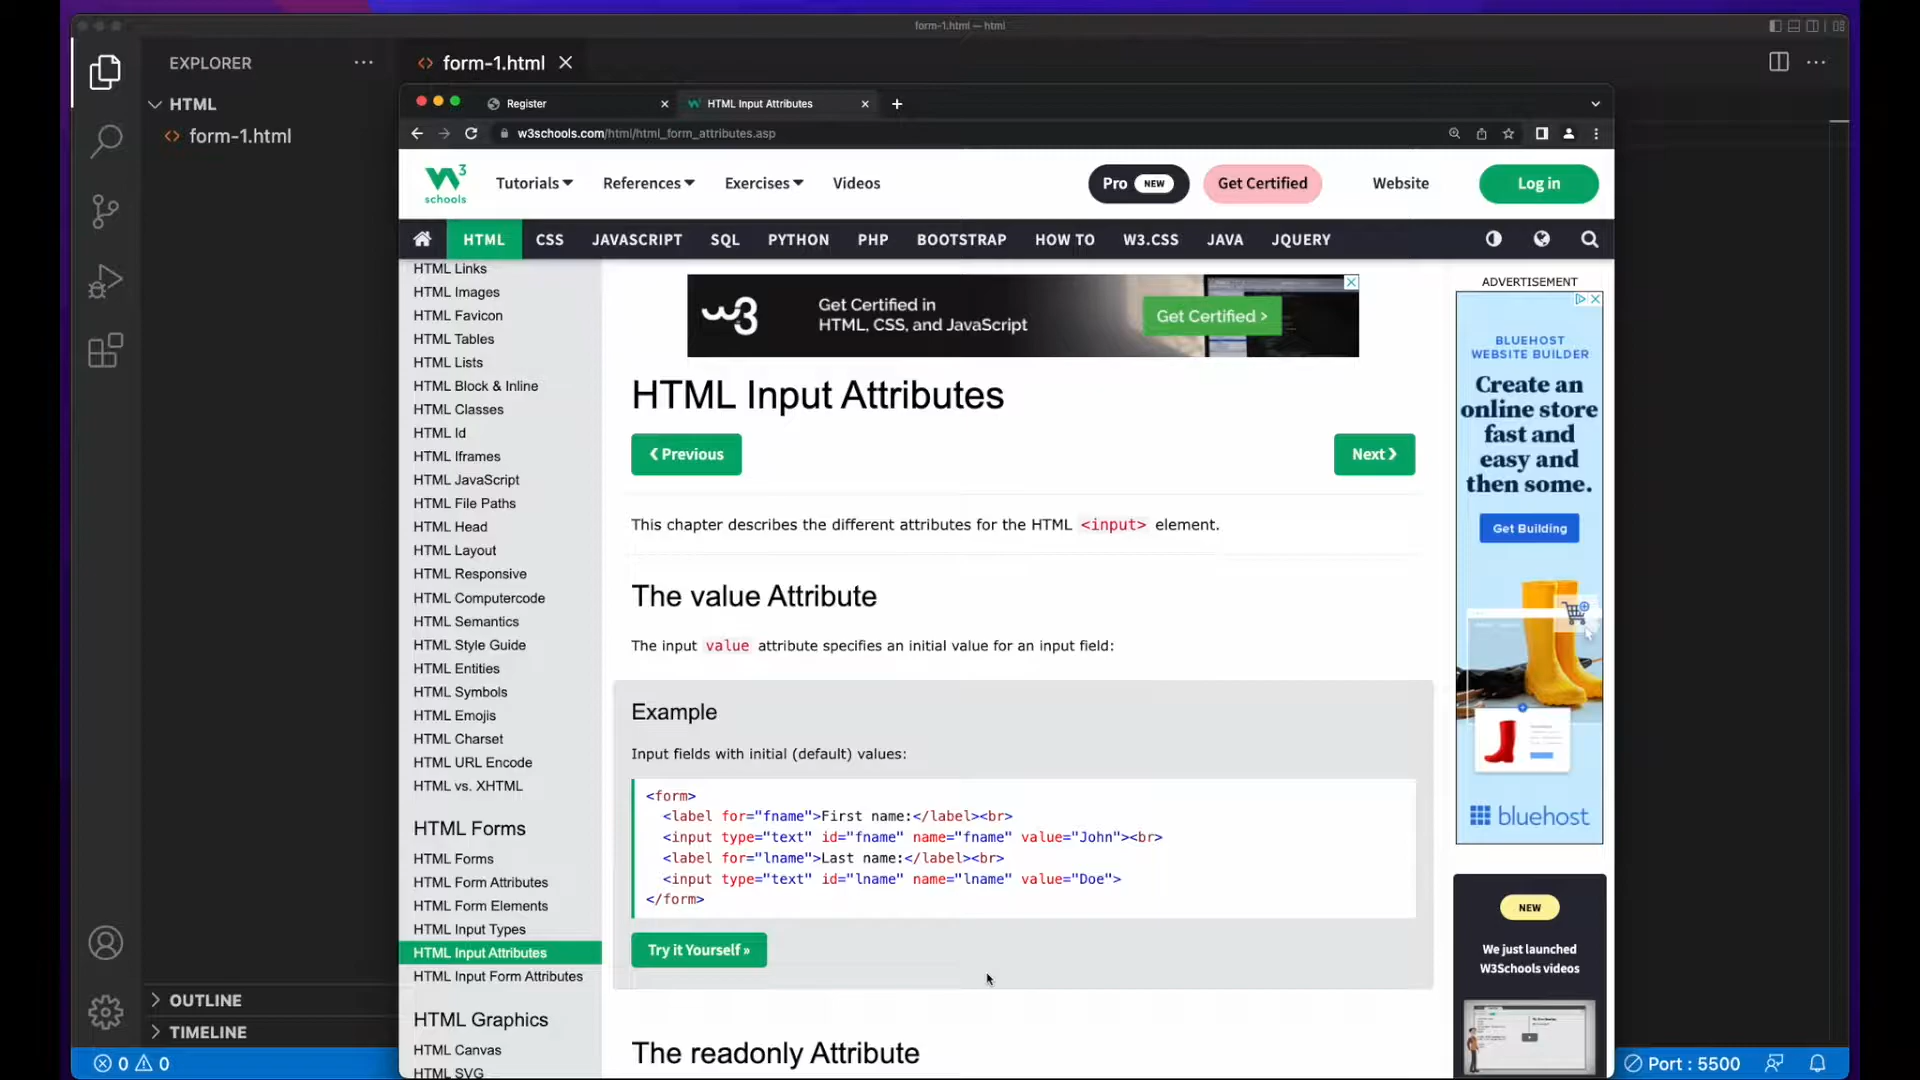 form-1.html — html
EXPLORER
HTML
form-1.html
OUTLINE
TIMELINE
0 0
form-1.html
Register
HTML Input Attributes
w3schools.com/html/html_form_attributes.asp
W3 schools
Tutorials
References
Exercises
Videos
Pro NEW
Get Certified
Website
Log in
HTML
CSS
JAVASCRIPT
SQL
PYTHON
PHP
BOOTSTRAP
HOW TO
W3.CSS
JAVA
JQUERY
HTML Links
HTML Images
HTML Favicon
HTML Tables
HTML Lists
HTML Block & Inline
HTML Classes
HTML Id
HTML Iframes
HTML JavaScript
HTML File Paths
HTML Head
HTML Layout
HTML Responsive
HTML Computercode
HTML Semantics
HTML Style Guide
HTML Entities
HTML Symbols
HTML Emojis
HTML Charset
HTML URL Encode
HTML vs. XHTML
HTML Forms
HTML Forms
HTML Form Attributes
HTML Form Elements
HTML Input Types
HTML Input Attributes
HTML Input Form Attributes
HTML Graphics
HTML Canvas
HTML SVG
w3
Get Certified in
HTML, CSS, and JavaScript
Get Certified >
HTML Input Attributes
❮ Previous
Next ❯
This chapter describes the different attributes for the HTML <input> element.
The value Attribute
The input value attribute specifies an initial value for an input field:
Example
Input fields with initial (default) values:
<form>
<label for="fname">First name:</label><br>
<input type="text" id="fname" name="fname" value="John"><br>
<label for="lname">Last name:</label><br>
<input type="text" id="lname" name="lname" value="Doe">
</form>
Try it Yourself »
The readonly Attribute
ADVERTISEMENT
BLUEHOST
WEBSITE BUILDER
Create an
online store
fast and
easy and
then some.
Get Building
bluehost
NEW
We just launched
W3Schools videos
Port : 5500